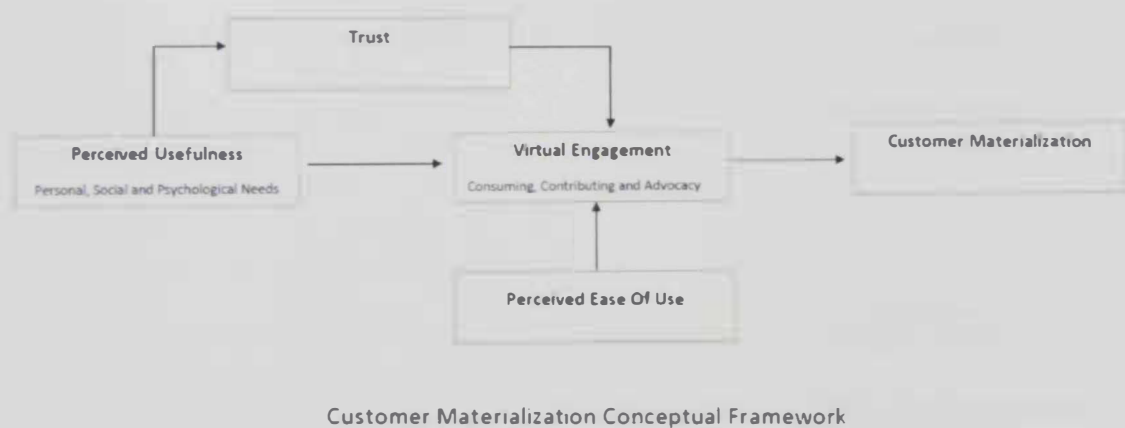 Trust
Perceived Usefulness
Personal, Social and Psychological Needs
Virtual Engagement
Consuming, Contributing and Advocacy
Customer Materialization
Perceived Ease Of Use
Customer Materialization Conceptual Framework